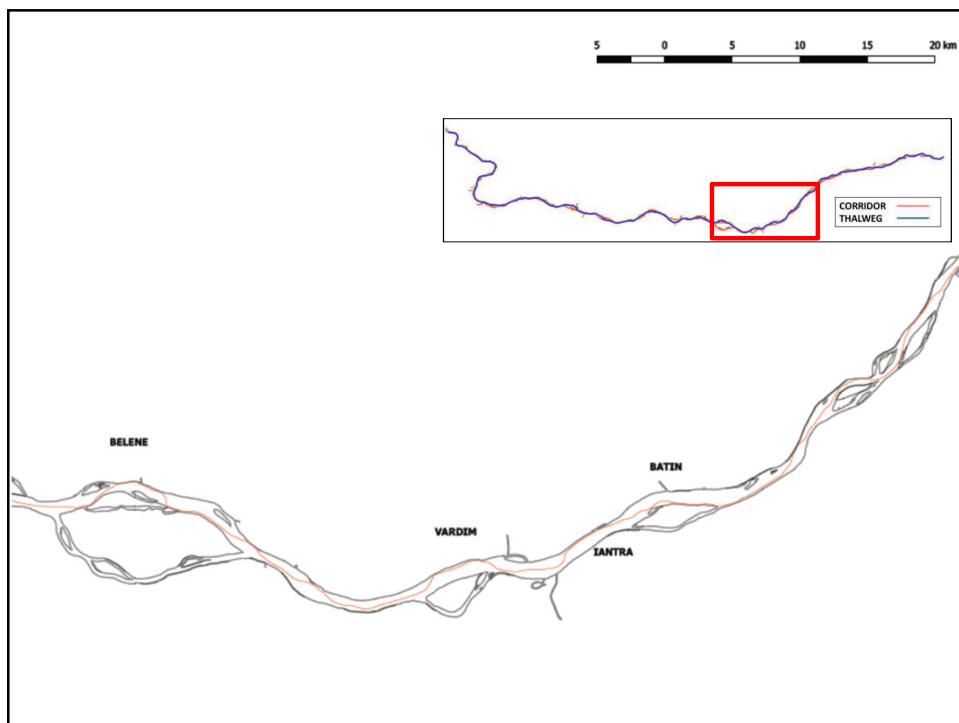 5 0 5 10 15 20 km
CORRIDOR
THALWEG
BELENE
BATIN
VARDIM
IANTRA